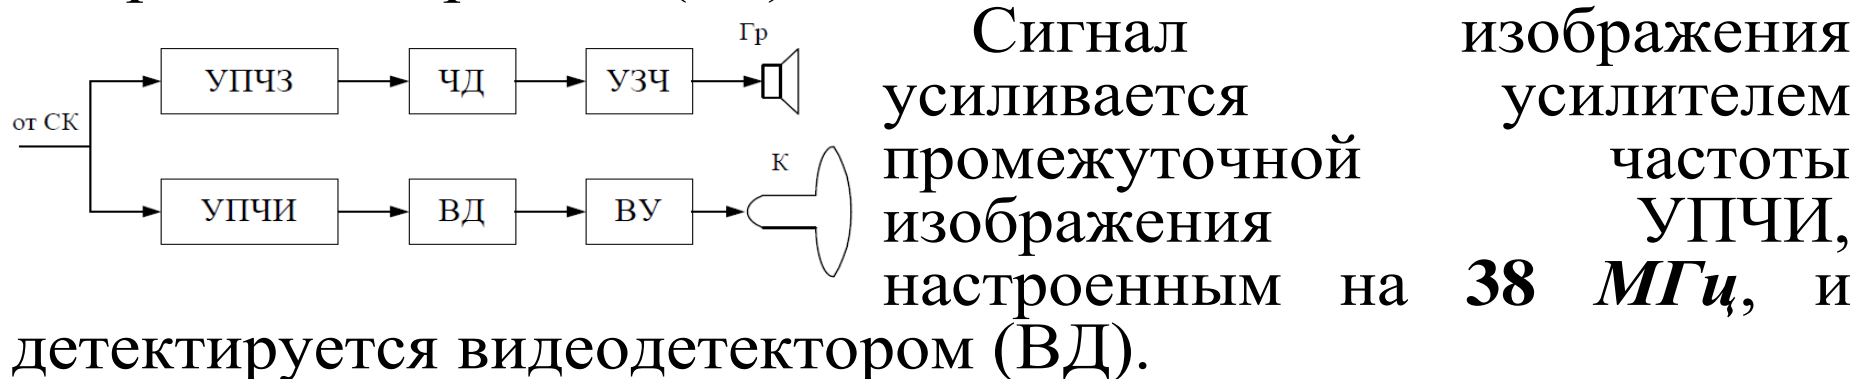 Гр
УПЧЗ ЧД УЗЧ
от СК
К
УПЧИ ВД ВУ
Сигнал изображения
усиливается усилителем
промежуточной частоты
изображения УПЧИ,
настроенным на 38 МГц, и
детектируется видеодетектором (ВД).